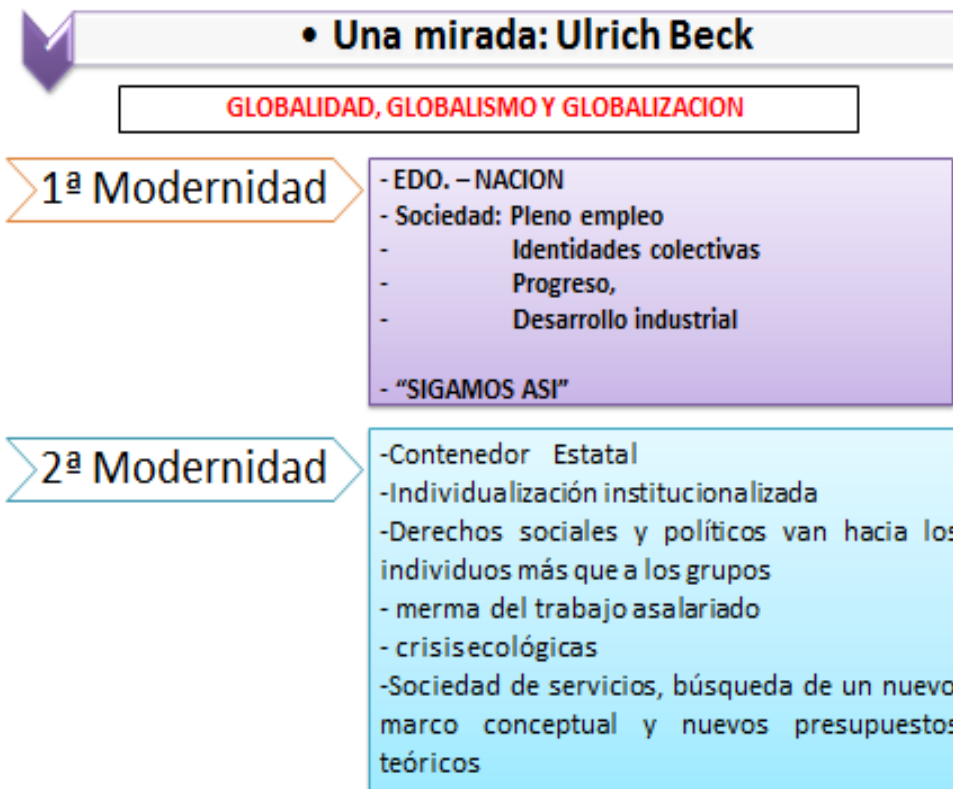 • Una mirada: Ulrich Beck
GLOBALIDAD, GLOBALISMO Y GLOBALIZACION
1ª Modernidad
- EDO. – NACION
- Sociedad: Pleno empleo
- Identidades colectivas
- Progreso,
- Desarrollo industrial
- “SIGAMOS ASI”
2ª Modernidad
-Contenedor Estatal
-Individualización institucionalizada
-Derechos sociales y políticos van hacia los
individuos más que a los grupos
- merma del trabajo asalariado
- crisis ecológicas
-Sociedad de servicios, búsqueda de un nuevo
marco conceptual y nuevos presupuestos
teóricos